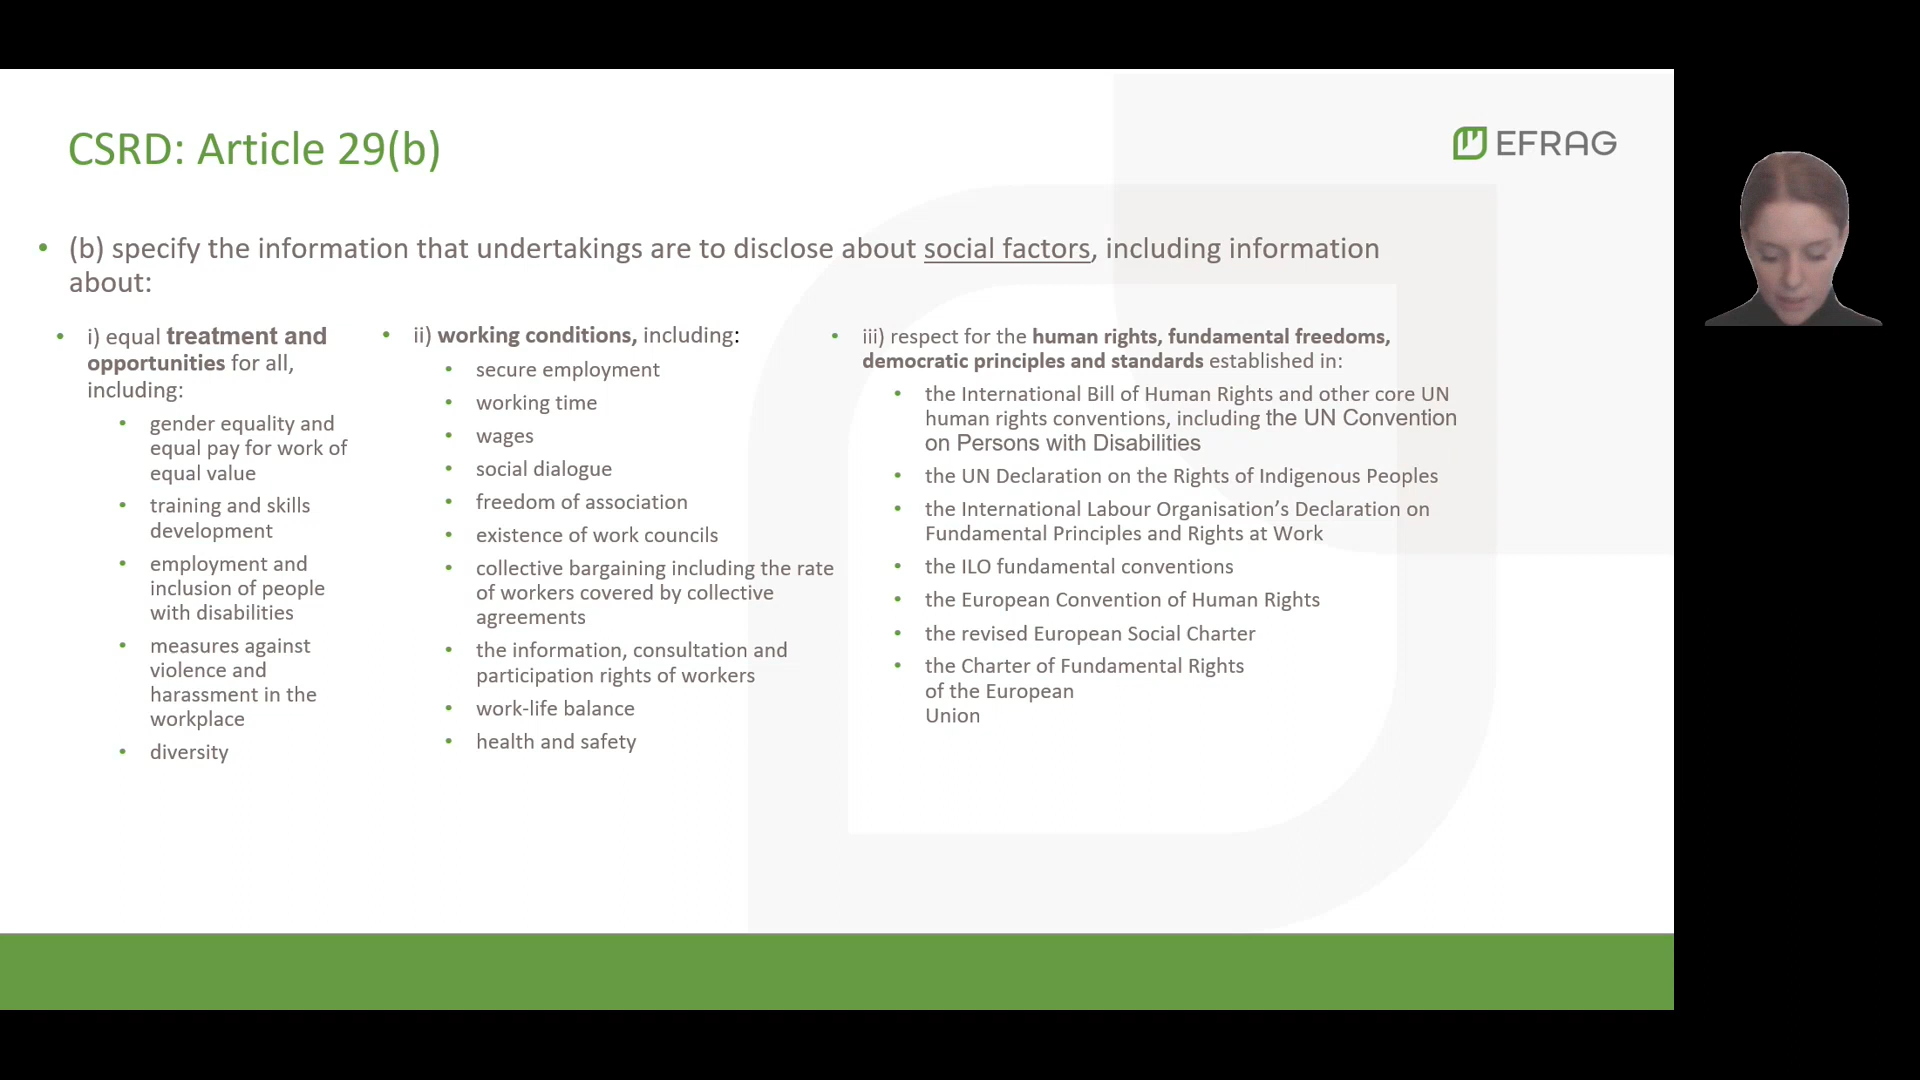 CSRD: Article 29(b)
EFRAG
• (b) specify the information that undertakings are to disclose about social factors, including information
about:
• i) equal treatment and
opportunities for all,
including:
• gender equality and
equal pay for work of
equal value
• training and skills
development
• employment and
inclusion of people
with disabilities
• measures against
violence and
harassment in the
workplace
• diversity
• ii) working conditions, including:
• secure employment
• working time
• wages
• social dialogue
• freedom of association
• existence of work councils
• collective bargaining including the rate
of workers covered by collective
agreements
• the information, consultation and
participation rights of workers
• work-life balance
• health and safety
• iii) respect for the human rights, fundamental freedoms,
democratic principles and standards established in:
• the International Bill of Human Rights and other core UN
human rights conventions, including the UN Convention
on Persons with Disabilities
• the UN Declaration on the Rights of Indigenous Peoples
• the International Labour Organisation’s Declaration on
Fundamental Principles and Rights at Work
• the ILO fundamental conventions
• the European Convention of Human Rights
• the revised European Social Charter
• the Charter of Fundamental Rights
of the European
Union